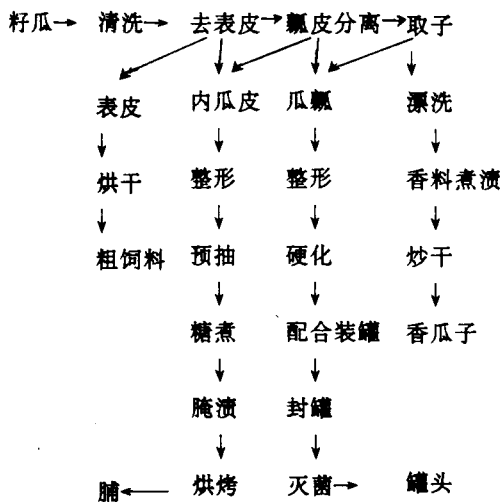 籽瓜→ 清洗→ 去表皮→瓤皮分离→取子
表皮 内瓜皮 瓜瓤 漂洗
烘干 整形 整形 香料煮渍
粗饲料 预抽 硬化 炒干
糖煮 配合装罐 香瓜子
腌渍 封罐
脯← 烘烤 灭菌→ 罐头